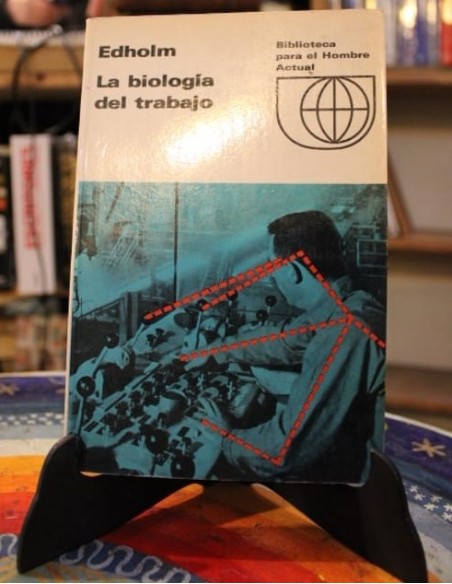 Edholm
La biología
del trabajo
Biblioteca
para el Hombre
Actual